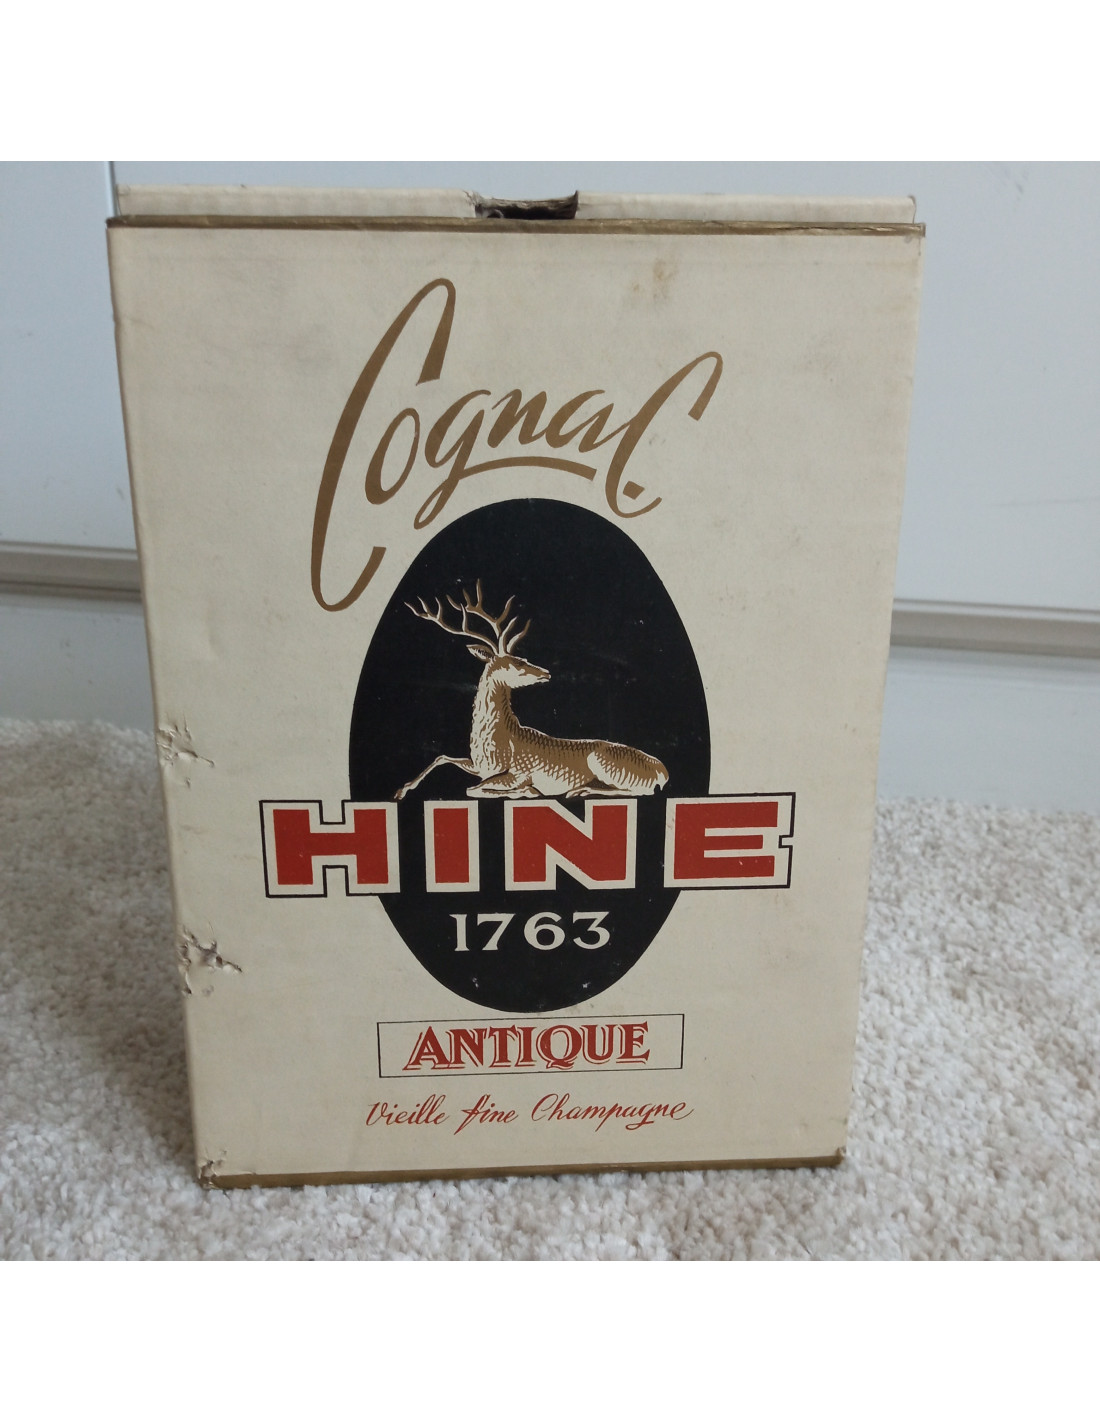 Cognac
HINE
1763
ANTIQUE
Vieille fine Champagne